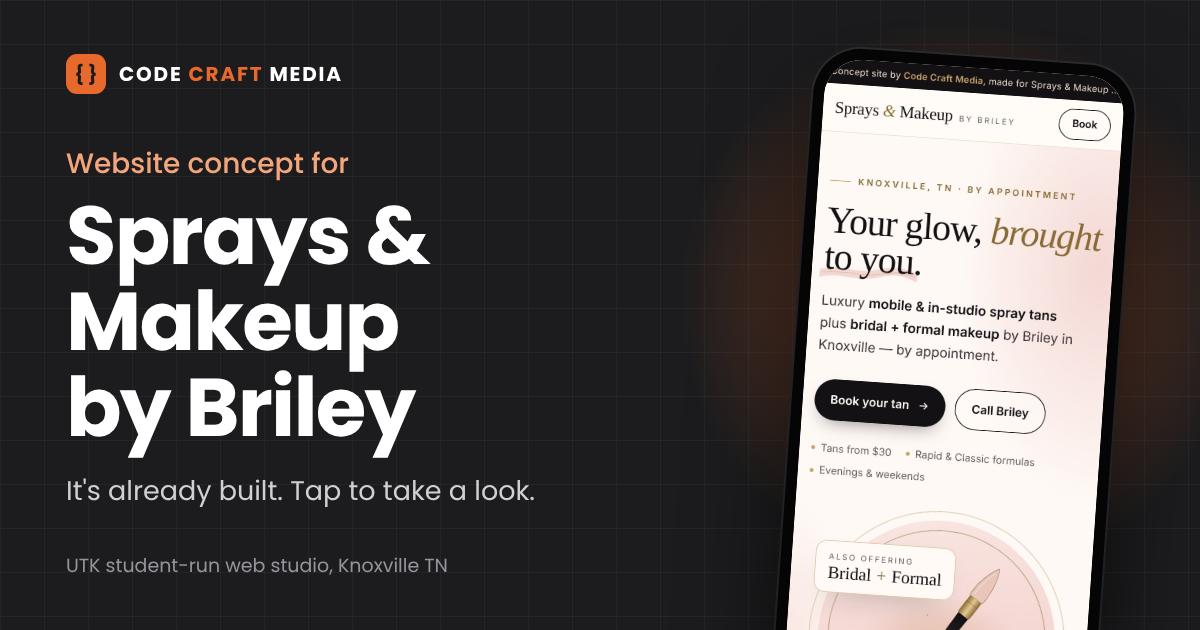 { } CODE CRAFT MEDIA
Website concept for
Sprays &
Makeup
by Briley
It's already built. Tap to take a look.
UTK student-run web studio, Knoxville TN
Concept site by Code Craft Media, made for Sprays & Makeup ...
Sprays & Makeup BY BRILEY
Book
KNOXVILLE, TN · BY APPOINTMENT
Your glow, brought
to you.
Luxury mobile & in-studio spray tans
plus bridal + formal makeup by Briley in
Knoxville — by appointment.
Book your tan →
Call Briley
• Tans from $30 • Rapid & Classic formulas
• Evenings & weekends
ALSO OFFERING
Bridal + Formal